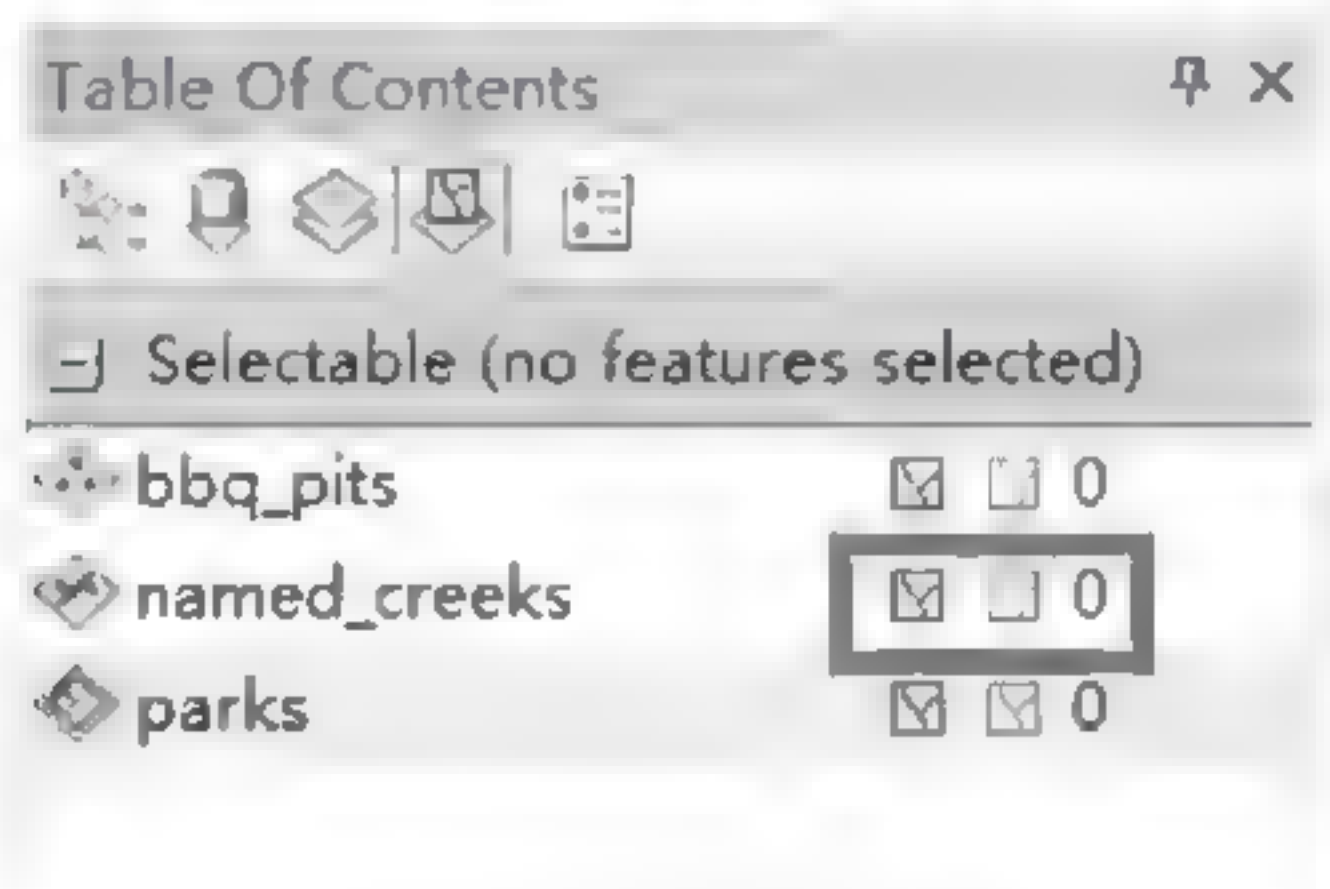 Table Of Contents
Selectable (no features selected)
bbq_pits 0
named_creeks 0
parks 0